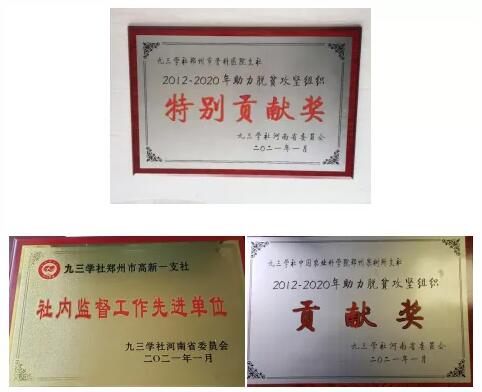 九三学社郑州市骨科医院支社
2012-2020年助力脱贫攻坚组织
特别贡献奖
九三学社河南省委员会
二〇二一年一月
九三学社郑州市高新一支社
社内监督工作先进单位
九三学社河南省委员会
二〇二一年一月
九三学社中国农业科学院郑州果树所支社
2012-2020年助力脱贫攻坚组织
贡献奖
九三学社河南省委员会
二〇二一年一月